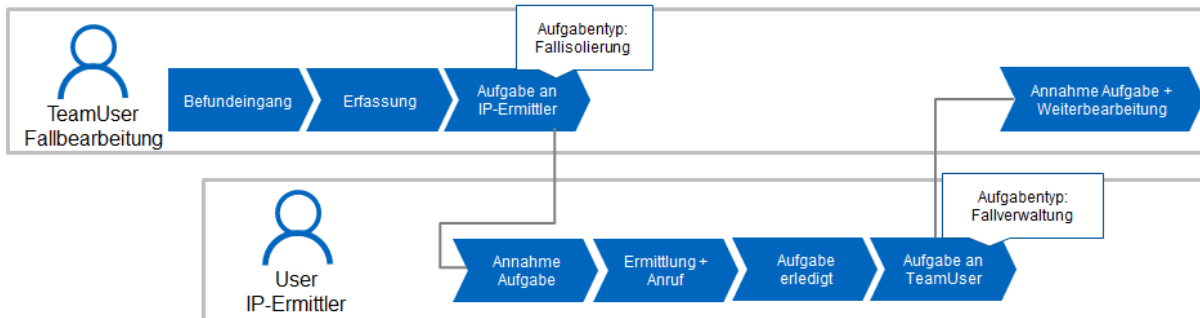 Aufgabentyp:
Fallisolierung
TeamUser
Fallbearbeitung
Befundeingang
Erfassung
Aufgabe an
IP-Ermittler
Annahme Aufgabe +
Weiterbearbeitung
Aufgabentyp:
Fallverwaltung
User
IP-Ermittler
Annahme
Aufgabe
Ermittlung +
Anruf
Aufgabe
erledigt
Aufgabe an
TeamUser